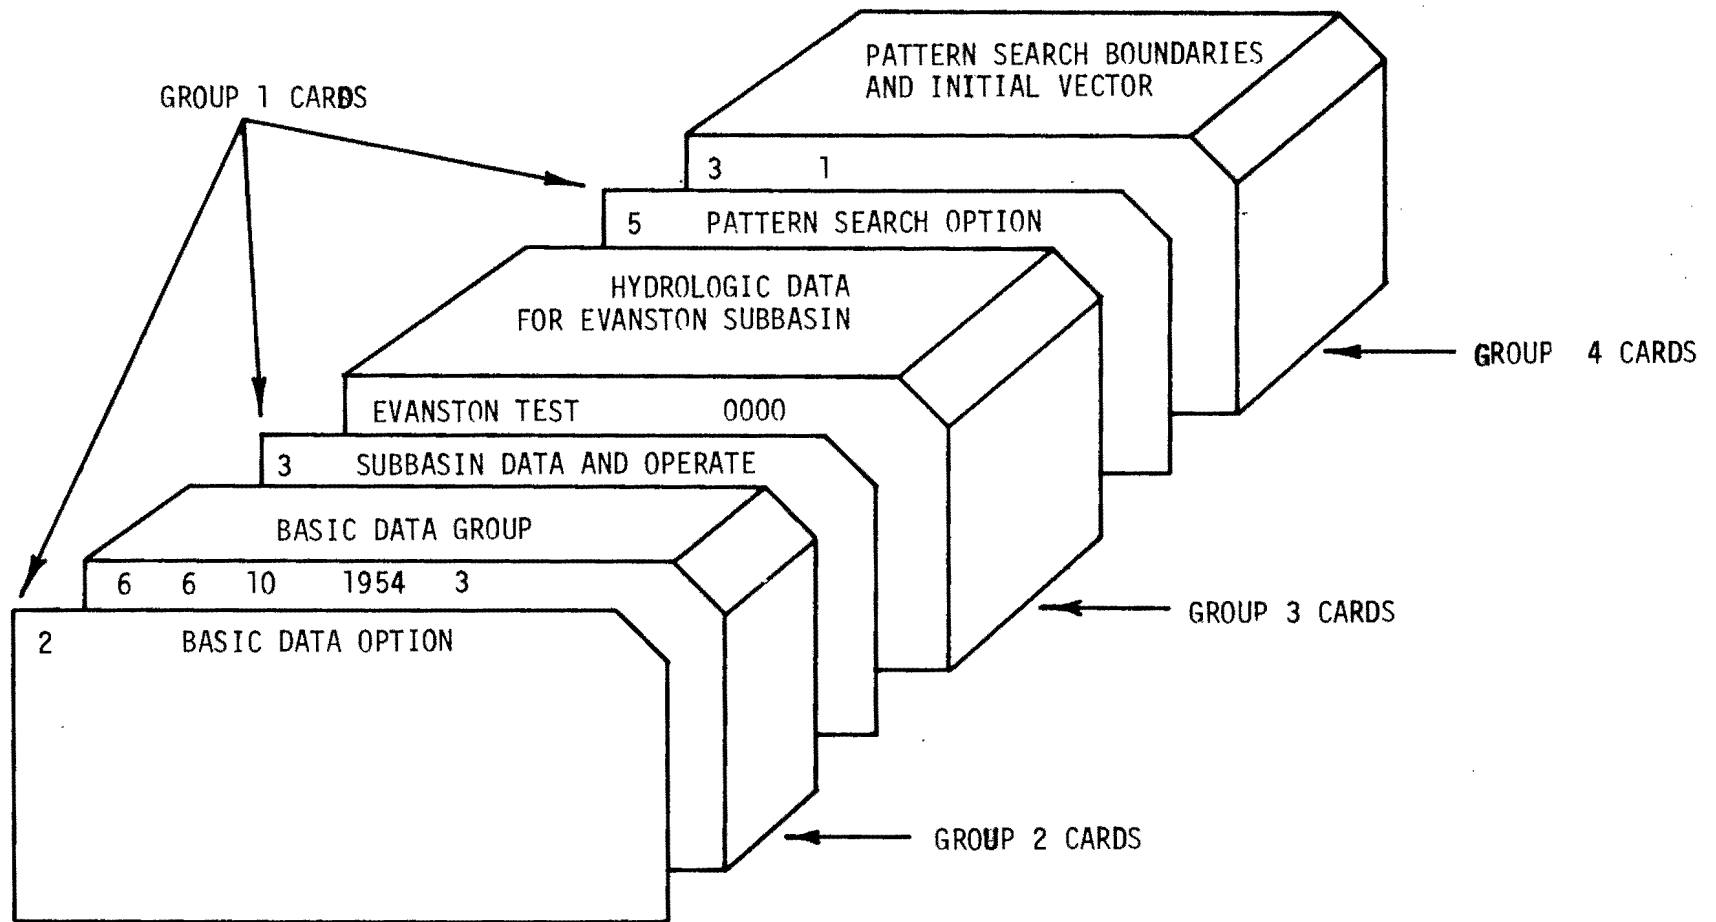 PATTERN SEARCH BOUNDARIES
AND INITIAL VECTOR
GROUP 1 CARDS
3 1
5 PATTERN SEARCH OPTION
HYDROLOGIC DATA
FOR EVANSTON SUBBASIN
GROUP 4 CARDS
EVANSTON TEST 0000
3 SUBBASIN DATA AND OPERATE
BASIC DATA GROUP
6 6 10 1954 3
GROUP 3 CARDS
2 BASIC DATA OPTION
GROUP 2 CARDS